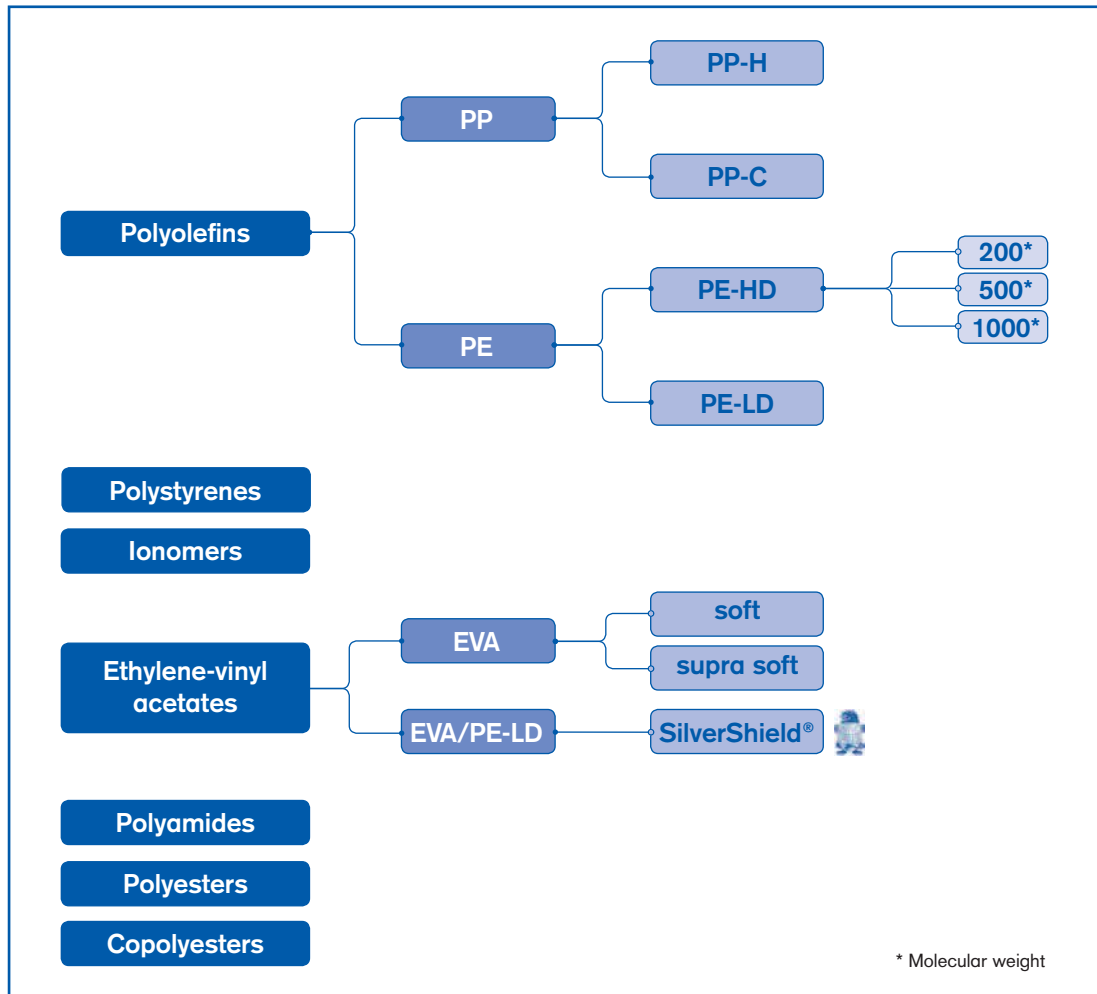 PP-H
PP
PP-C
Polyolefins
200*
PE-HD
500*
1000*
PE
PE-LD
Polystyrenes
Ionomers
soft
EVA
supra soft
Ethylene-vinyl
acetates
EVA/PE-LD
SilverShield®
Polyamides
Polyesters
Copolyesters
* Molecular weight